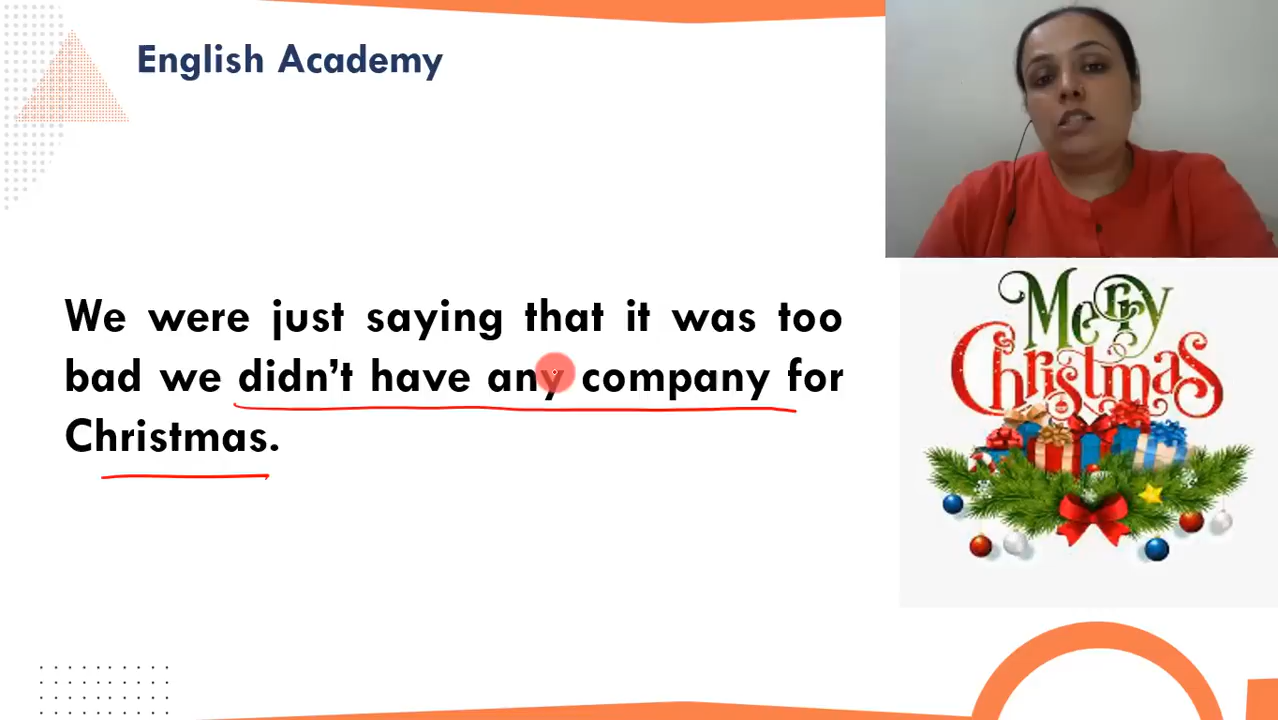 English Academy
We were just saying that it was too
bad we didn’t have any company for
Christmas.
Merry
Christmas